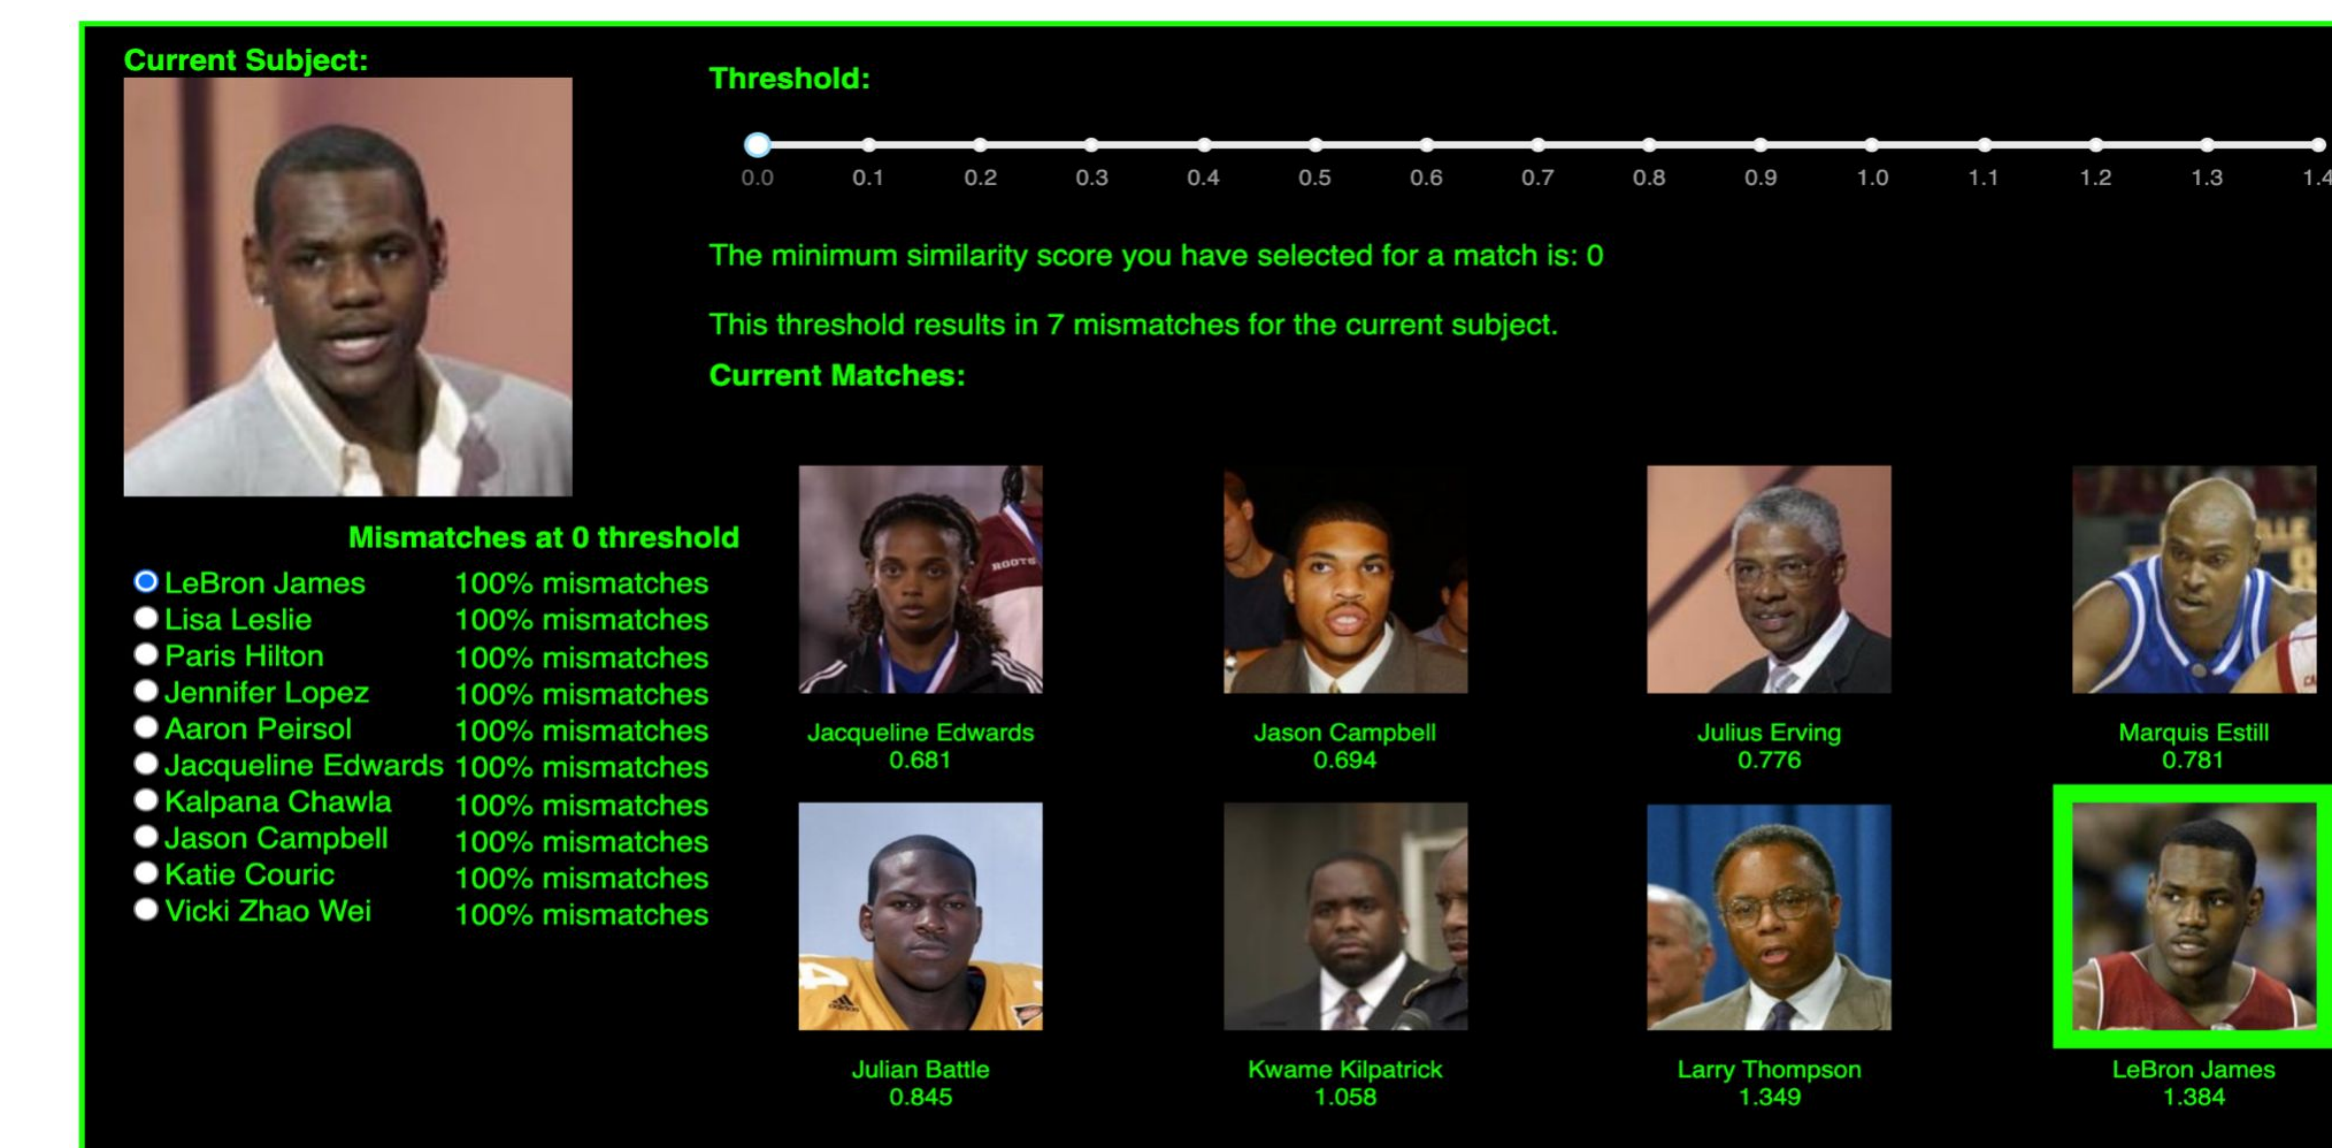 Current Subject:
Threshold:
0.0 0.1 0.2 0.3 0.4 0.5 0.6 0.7 0.8 0.9 1.0 1.1 1.2 1.3 1.4
The minimum similarity score you have selected for a match is: 0
This threshold results in 7 mismatches for the current subject.
Current Matches:
Mismatches at 0 threshold
LeBron James 100% mismatches
Lisa Leslie 100% mismatches
Paris Hilton 100% mismatches
Jennifer Lopez 100% mismatches
Aaron Peirsol 100% mismatches
Jacqueline Edwards 100% mismatches
Kalpana Chawla 100% mismatches
Jason Campbell 100% mismatches
Katie Couric 100% mismatches
Vicki Zhao Wei 100% mismatches
ROOTS
Jacqueline Edwards
0.681
Jason Campbell
0.694
Julius Erving
0.776
Marquis Estill
0.781
adidas
Julian Battle
0.845
Kwame Kilpatrick
1.058
Larry Thompson
1.349
LeBron James
1.384